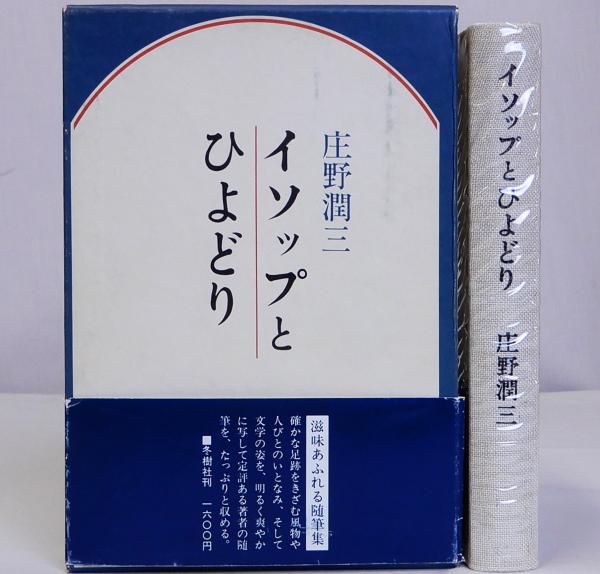 庄野潤三
イソップと
ひよどり
滋味あふれる随筆集
確かな足跡をきざむ風物や
人びとのいとなみ、そして
文学の姿を、明るく爽やか
に写して定評ある著者の随
筆を、たっぷりと収める。
■冬樹社刊 一六〇〇円
イソップとひよどり 庄野潤三